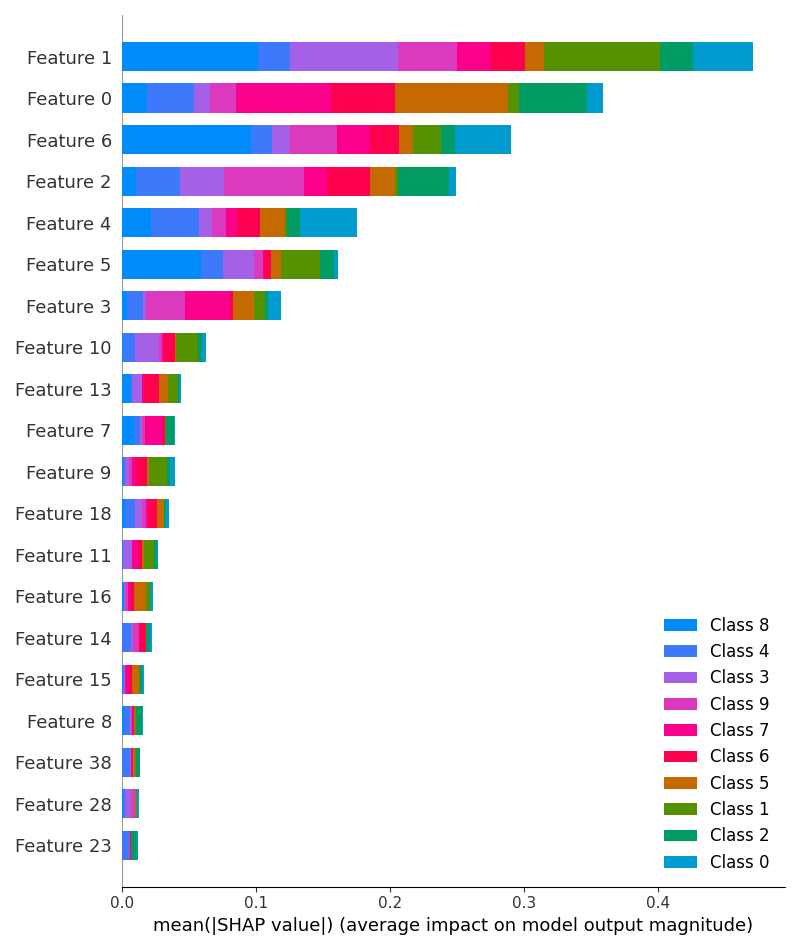 Feature 1
Feature 0
Feature 6
Feature 2
Feature 4
Feature 5
Feature 3
Feature 10
Feature 13
Feature 7
Feature 9
Feature 18
Feature 11
Feature 16
Feature 14
Feature 15
Feature 8
Feature 38
Feature 28
Feature 23
Class 8
Class 4
Class 3
Class 9
Class 7
Class 6
Class 5
Class 1
Class 2
Class 0
0.0 0.1 0.2 0.3 0.4
mean(|SHAP value|) (average impact on model output magnitude)